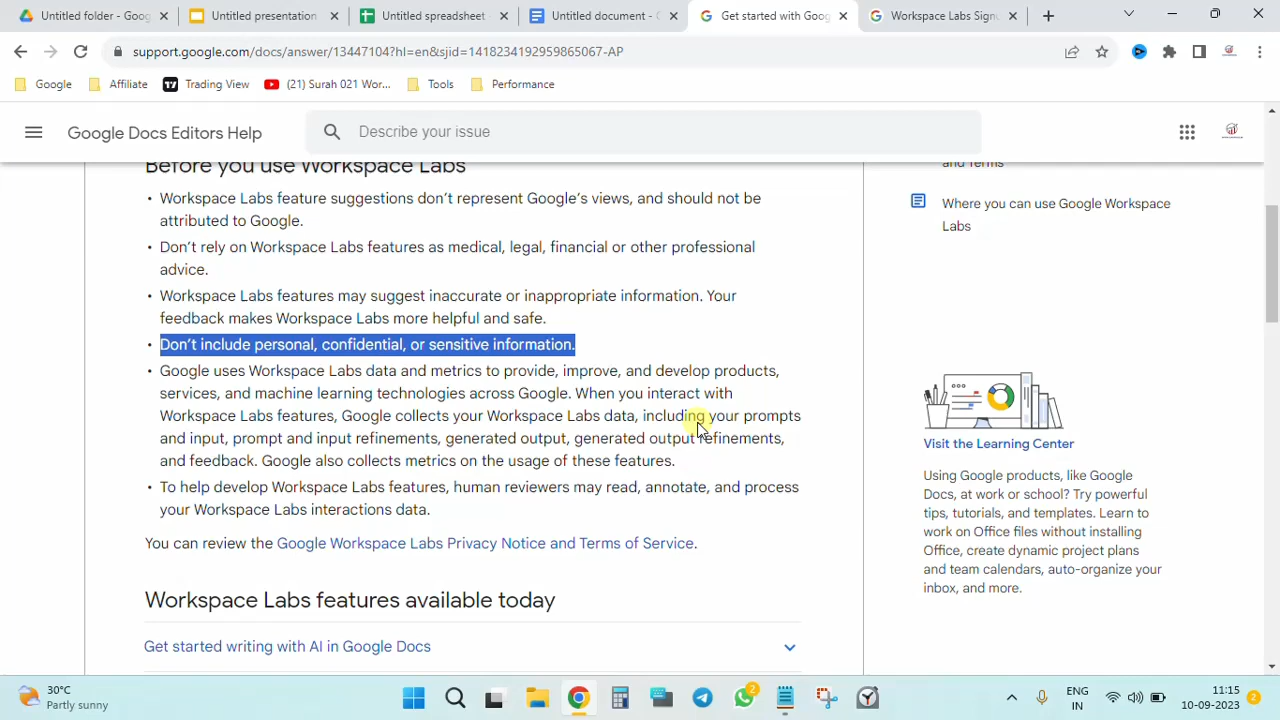 Untitled folder - Goog
Untitled presentation
Untitled spreadsheet -
Untitled document - G
Get started with Goog
Workspace Labs Sign
support.google.com/docs/answer/13447104?hl=en&sjid=1418234192959865067-AP
Google
Affiliate
Trading View
(21) Surah 021 Wor...
Tools
Performance
Google Docs Editors Help
Describe your issue
Before you use Workspace Labs
• Workspace Labs feature suggestions don't represent Google's views, and should not be
attributed to Google.
• Don't rely on Workspace Labs features as medical, legal, financial or other professional
advice.
• Workspace Labs features may suggest inaccurate or inappropriate information. Your
feedback makes Workspace Labs more helpful and safe.
• Don't include personal, confidential, or sensitive information.
• Google uses Workspace Labs data and metrics to provide, improve, and develop products,
services, and machine learning technologies across Google. When you interact with
Workspace Labs features, Google collects your Workspace Labs data, including your prompts
and input, prompt and input refinements, generated output, generated output refinements,
and feedback. Google also collects metrics on the usage of these features.
• To help develop Workspace Labs features, human reviewers may read, annotate, and process
your Workspace Labs interactions data.
You can review the Google Workspace Labs Privacy Notice and Terms of Service.
Workspace Labs features available today
Get started writing with AI in Google Docs
and Terms
Where you can use Google Workspace
Labs
Visit the Learning Center
Using Google products, like Google
Docs, at work or school? Try powerful
tips, tutorials, and templates. Learn to
work on Office files without installing
Office, create dynamic project plans
and team calendars, auto-organize your
inbox, and more.
30°C
Partly sunny
2
ENG
IN
11:15
10-09-2023
2